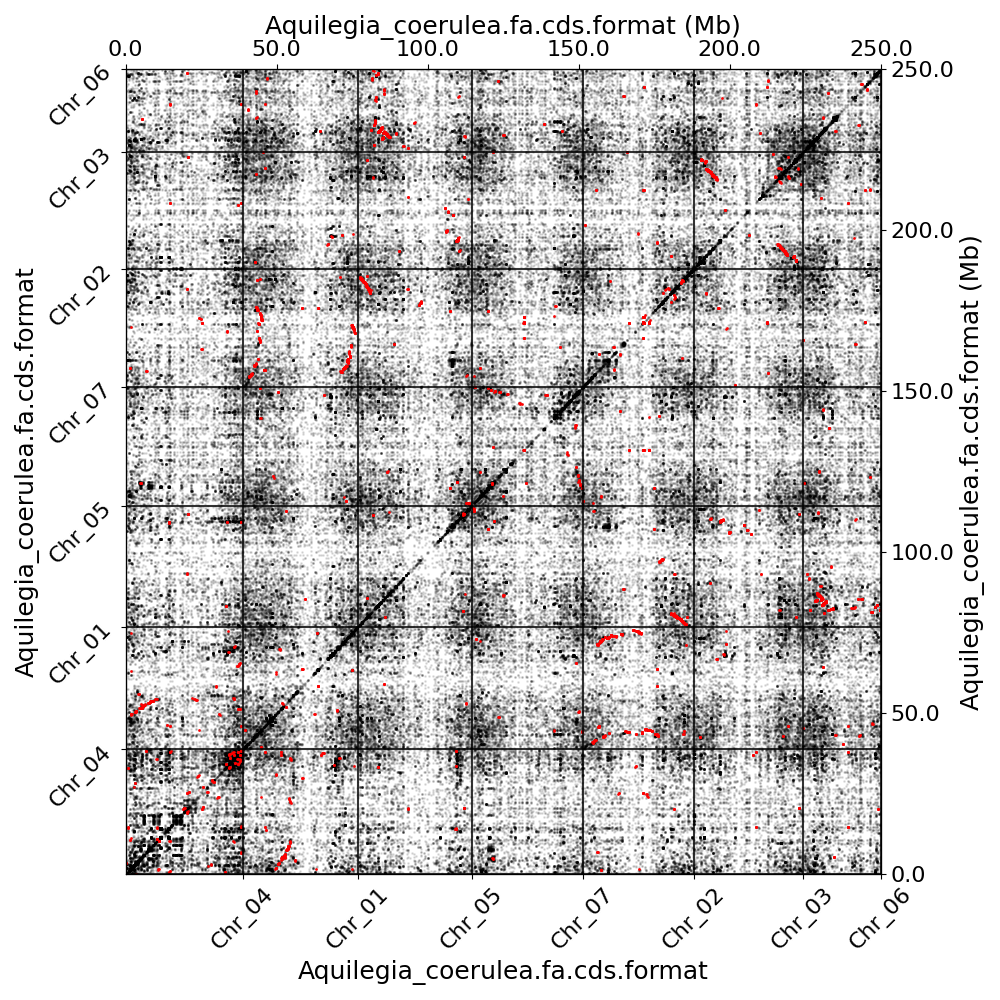 Aquilegia_coerulea.fa.cds.format (Mb)
0.0 50.0 100.0 150.0 200.0 250.0
Chr_06 250.0
Chr_03
200.0
Chr_02
Chr_07 150.0
Chr_05
100.0
Chr_01
50.0
Chr_04
0.0
Aquilegia_coerulea.fa.cds.format
Aquilegia_coerulea.fa.cds.format (Mb)
Chr_04 Chr_01 Chr_05 Chr_07 Chr_02 Chr_03 Chr_06
Aquilegia_coerulea.fa.cds.format